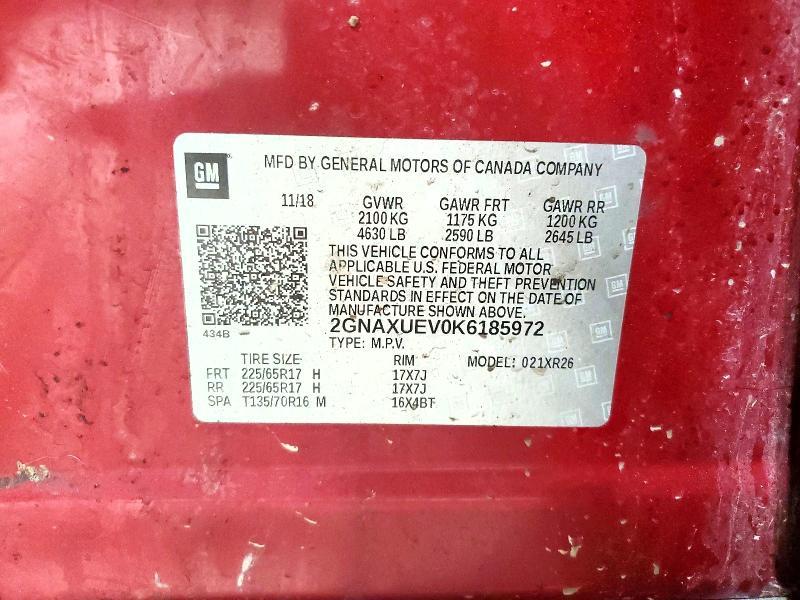 GM
MFD BY GENERAL MOTORS OF CANADA COMPANY
11/18 GVWR GAWR FRT GAWR RR
2100 KG 1175 KG 1200 KG
4630 LB 2590 LB 2645 LB
THIS VEHICLE CONFORMS TO ALL
APPLICABLE U.S. FEDERAL MOTOR
VEHICLE SAFETY AND THEFT PREVENTION
STANDARDS IN EFFECT ON THE DATE OF
MANUFACTURE SHOWN ABOVE.
434B
2GNAXUEV0K6185972
TYPE: M.P.V.
TIRE SIZE RIM MODEL: 021XR26
FRT 225/65R17 H 17X7J
RR 225/65R17 H 17X7J
SPA T135/70R16 M 16X4BT